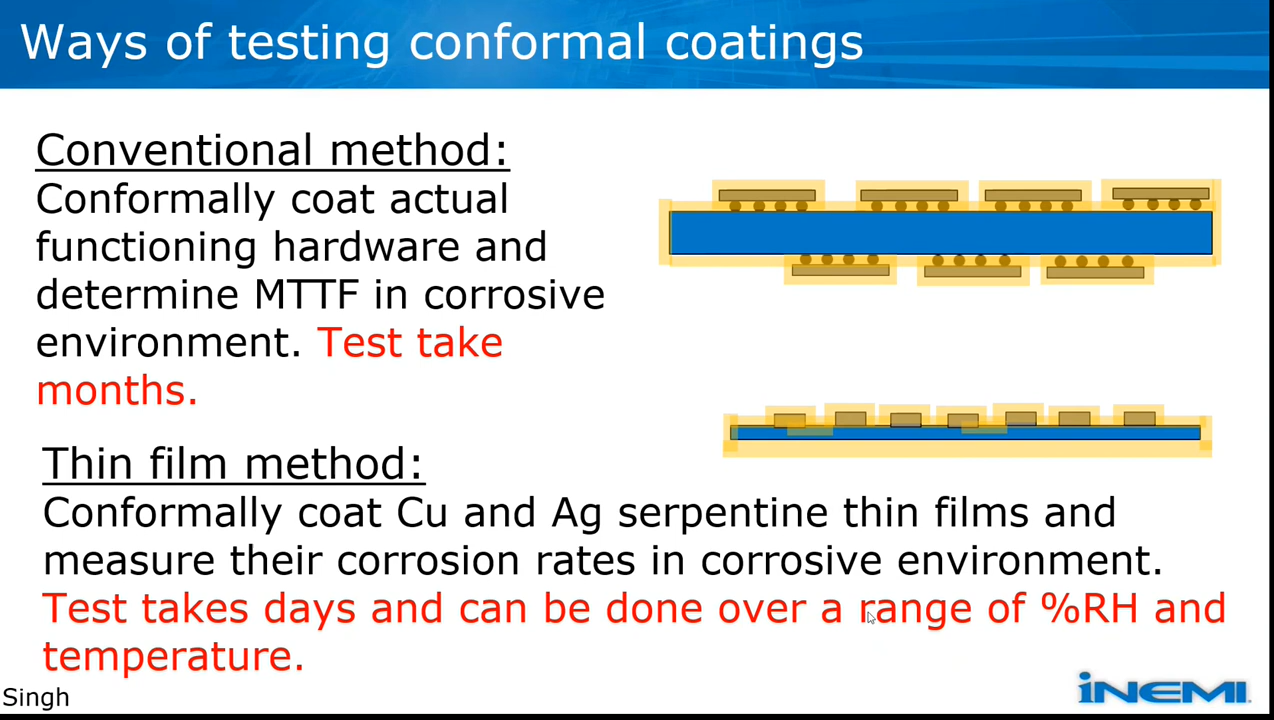 Ways of testing conformal coatings
Conventional method:
Conformally coat actual
functioning hardware and
determine MTTF in corrosive
environment. Test take
months.
Thin film method:
Conformally coat Cu and Ag serpentine thin films and
measure their corrosion rates in corrosive environment.
Test takes days and can be done over a range of %RH and
temperature.
Singh
iNEMI